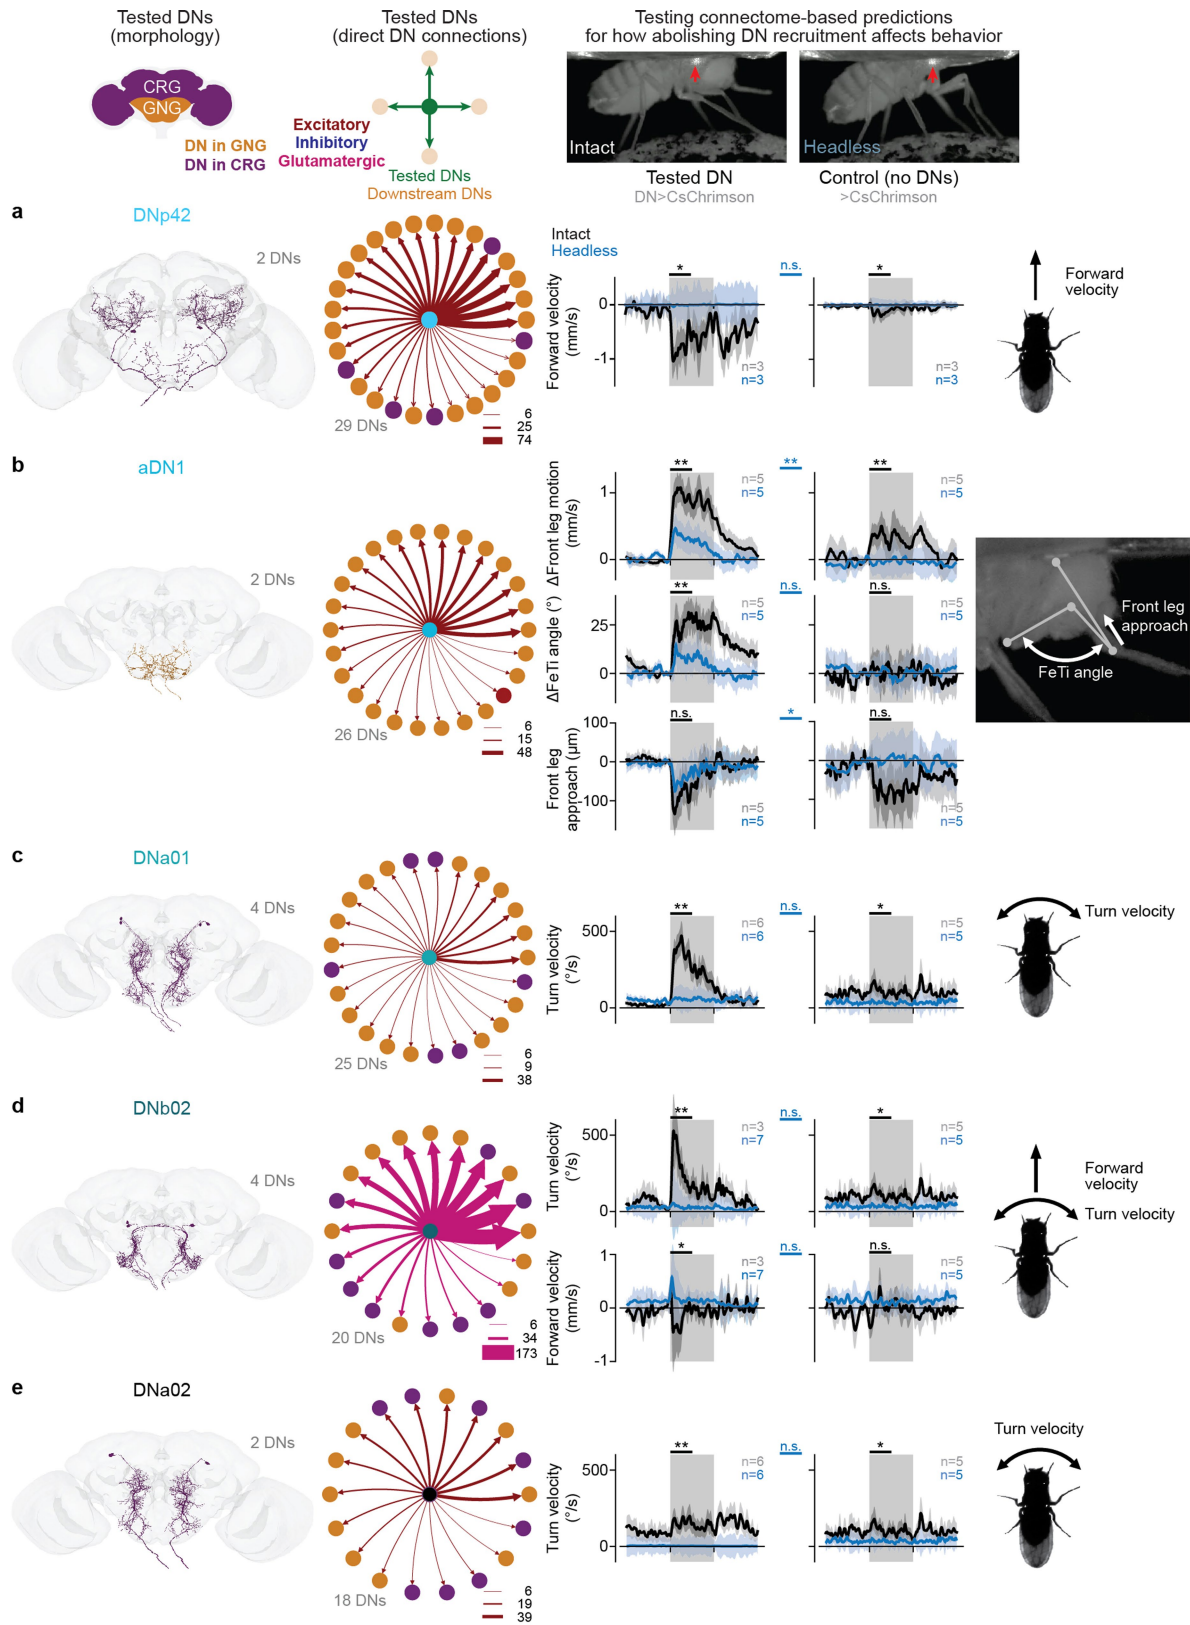 Tested DNs
(morphology)
Tested DNs
(direct DN connections)
Testing connectome-based predictions
for how abolishing DN recruitment affects behavior
CRG
GNG
DN in GNG
DN in CRG
Excitatory
Inhibitory
Glutamatergic
Tested DNs
Downstream DNs
Intact
Headless
Tested DN
DN>CsChrimson
Control (no DNs)
>CsChrimson
a
DNp42
2 DNs
29 DNs
6
25
74
Intact
Headless
Forward velocity
(mm/s)
0
-1
*
n.s.
*
n=3
n=3
n=3
n=3
Forward
velocity
b
aDN1
2 DNs
26 DNs
6
15
48
ΔFront leg motion
(mm/s)
1
0
**
**
**
n=5
n=5
n=5
n=5
ΔFeTi angle (°)
25
0
**
n.s.
n.s.
n=5
n=5
n=5
n=5
Front leg
approach (µm)
100
0
-100
n.s.
*
n.s.
n=5
n=5
n=5
n=5
Front leg
approach
FeTi angle
c
DNa01
4 DNs
25 DNs
6
9
38
Turn velocity
(°/s)
500
0
**
n.s.
*
n=6
n=6
n=5
n=5
Turn velocity
d
DNb02
4 DNs
20 DNs
6
34
173
Turn velocity
(°/s)
500
0
**
n.s.
*
n=3
n=7
n=5
n=5
Forward velocity
(mm/s)
1
0
-1
*
n.s.
n.s.
n=3
n=7
n=5
n=5
Forward
velocity
Turn velocity
e
DNa02
2 DNs
18 DNs
6
19
39
Turn velocity
(°/s)
500
0
**
n.s.
*
n=6
n=6
n=5
n=5
Turn velocity